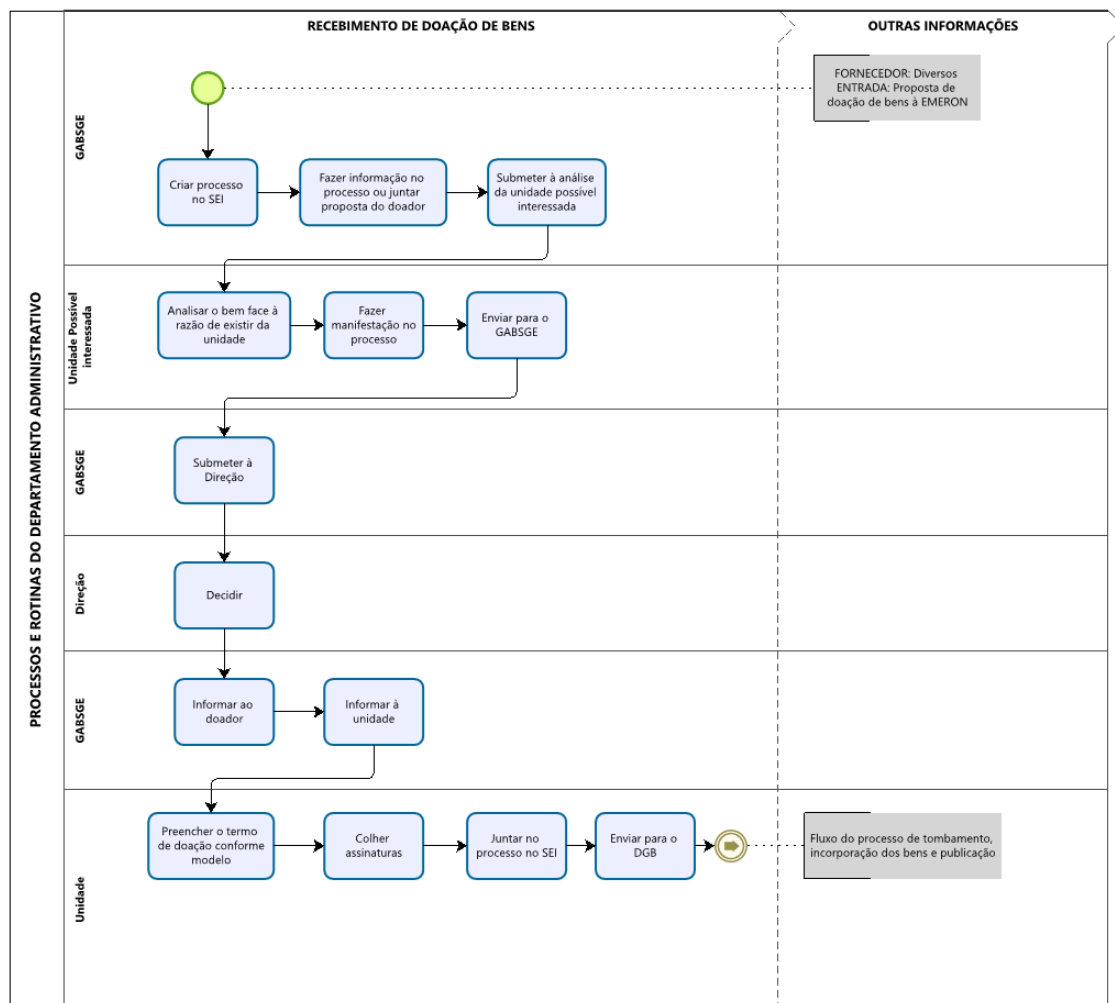 PROCESSOS E ROTINAS DO DEPARTAMENTO ADMINISTRATIVO
RECEBIMENTO DE DOAÇÃO DE BENS
OUTRAS INFORMAÇÕES
GABSGE
FORNECEDOR: Diversos
ENTRADA: Proposta de
doação de bens à EMERON
Criar processo
no SEI
Fazer informação no
processo ou juntar
proposta do doador
Submeter à análise
da unidade possível
interessada
Unidade Possível
interessada
Analisar o bem face à
razão de existir da
unidade
Fazer
manifestação no
processo
Enviar para o
GABSGE
GABSGE
Submeter à
Direção
Direção
Decidir
GABSGE
Informar ao
doador
Informar à
unidade
Unidade
Preencher o termo
de doação conforme
modelo
Colher
assinaturas
Juntar no
processo no SEI
Enviar para o
DGB
Fluxo do processo de tombamento,
incorporação dos bens e publicação